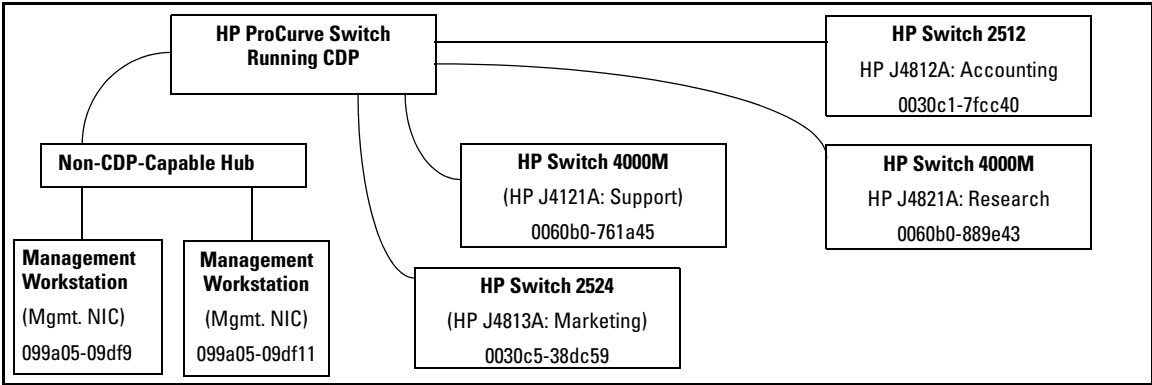 HP ProCurve Switch
Running CDP
HP Switch 2512
HP J4812A: Accounting
0030c1-7fcc40
Non-CDP-Capable Hub
HP Switch 4000M
(HP J4121A: Support)
0060b0-761a45
HP Switch 4000M
HP J4821A: Research
0060b0-889e43
Management
Workstation
(Mgmt. NIC)
099a05-09df9
Management
Workstation
(Mgmt. NIC)
099a05-09df11
HP Switch 2524
(HP J4813A: Marketing)
0030c5-38dc59